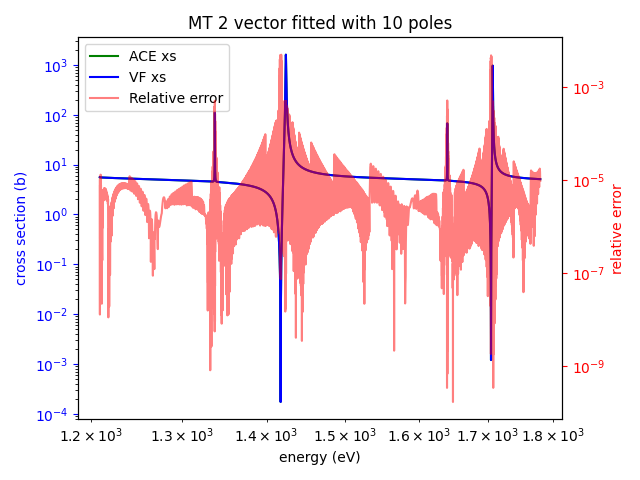 MT 2 vector fitted with 10 poles
ACE xs
VF xs
Relative error
cross section (b)
10³
10²
10¹
10⁰
10⁻¹
10⁻²
10⁻³
10⁻⁴
1.2 × 10³ 1.3 × 10³ 1.4 × 10³ 1.5 × 10³ 1.6 × 10³ 1.7 × 10³ 1.8 × 10³
energy (eV)
10⁻³
10⁻⁵
10⁻⁷
10⁻⁹
relative error